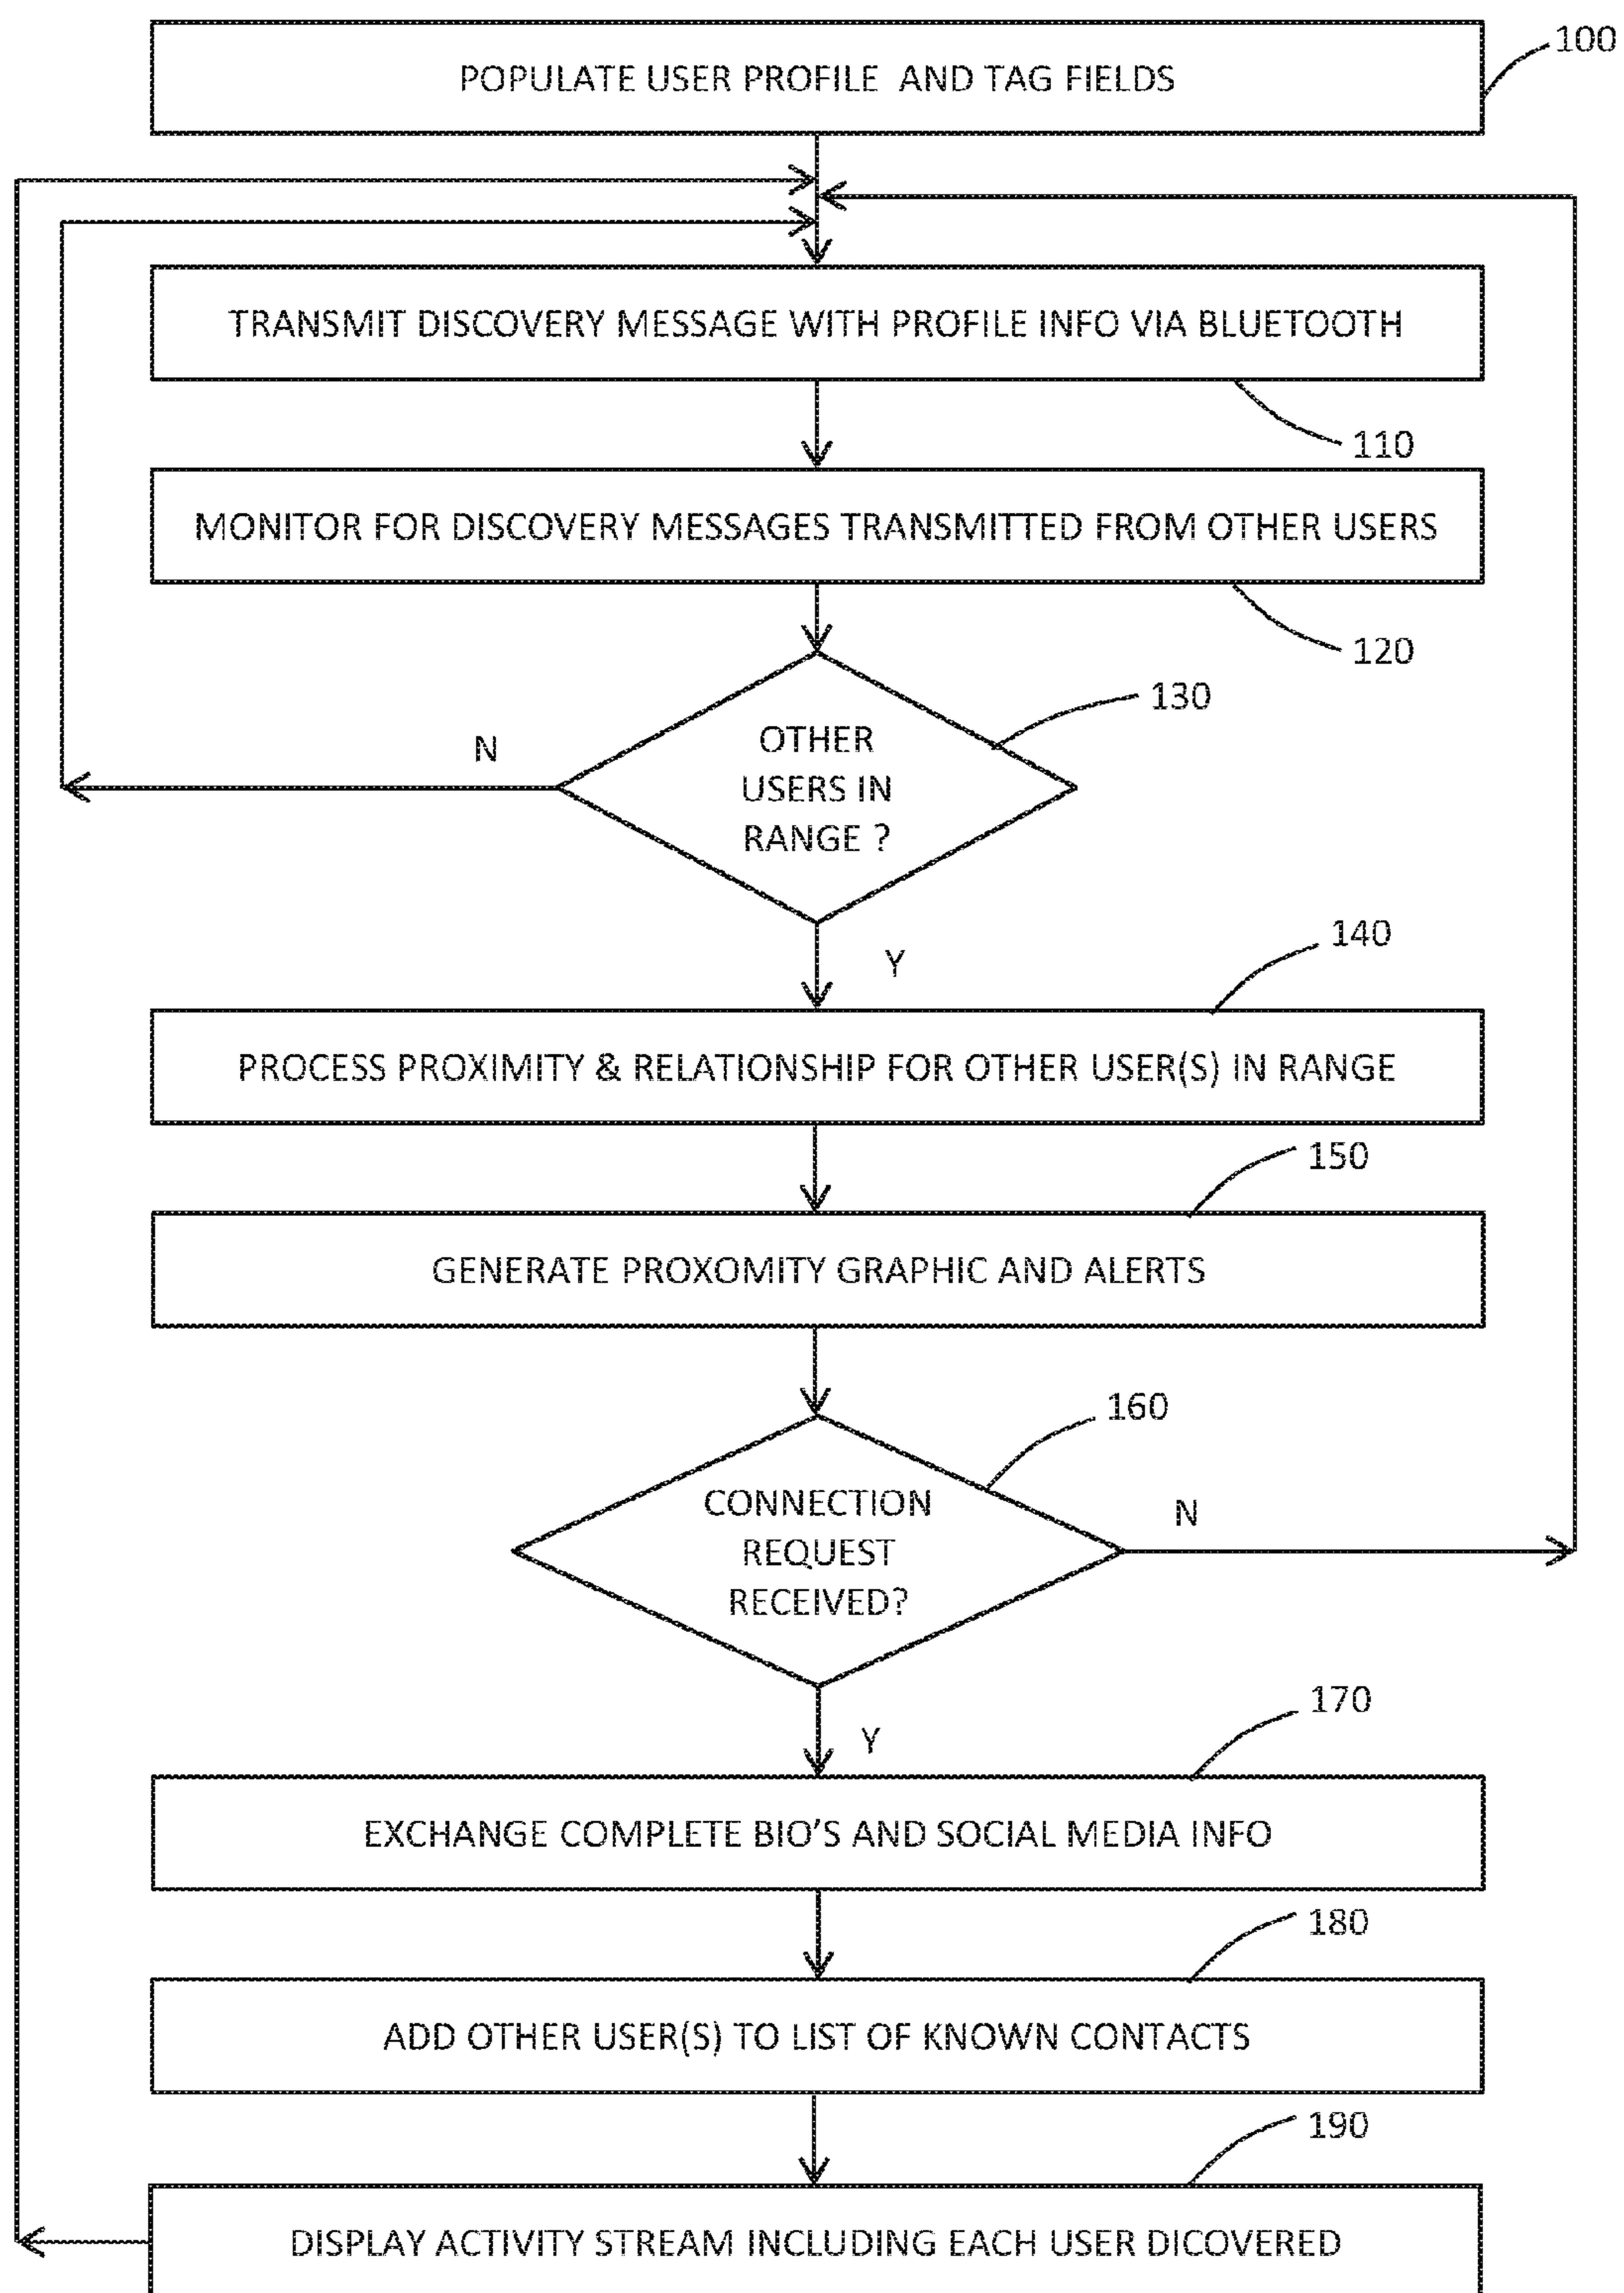 POPULATE USER PROFILE AND TAG FIELDS
100
TRANSMIT DISCOVERY MESSAGE WITH PROFILE INFO VIA BLUETOOTH
110
MONITOR FOR DISCOVERY MESSAGES TRANSMITTED FROM OTHER USERS
120
130
OTHER
USERS IN
RANGE ?
N
Y
140
PROCESS PROXIMITY & RELATIONSHIP FOR OTHER USER(S) IN RANGE
150
GENERATE PROXOMITY GRAPHIC AND ALERTS
160
CONNECTION
REQUEST
RECEIVED?
N
Y
170
EXCHANGE COMPLETE BIO'S AND SOCIAL MEDIA INFO
180
ADD OTHER USER(S) TO LIST OF KNOWN CONTACTS
190
DISPLAY ACTIVITY STREAM INCLUDING EACH USER DICOVERED